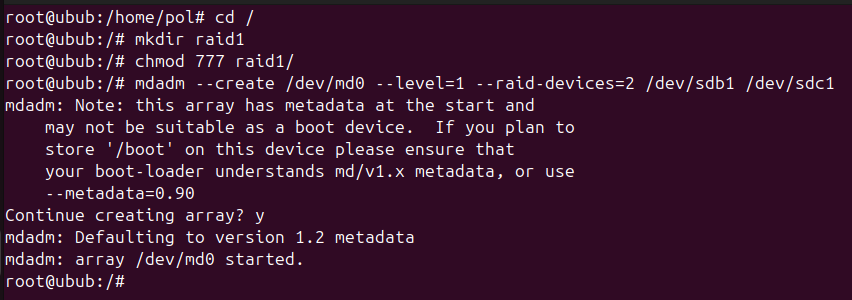 root@ubub:/home/pol# cd /
root@ubub:/# mkdir raid1
root@ubub:/# chmod 777 raid1/
root@ubub:/# mdadm --create /dev/md0 --level=1 --raid-devices=2 /dev/sdb1 /dev/sdc1
mdadm: Note: this array has metadata at the start and
    may not be suitable as a boot device.  If you plan to
    store '/boot' on this device please ensure that
    your boot-loader understands md/v1.x metadata, or use
    --metadata=0.90
Continue creating array? y
mdadm: Defaulting to version 1.2 metadata
mdadm: array /dev/md0 started.
root@ubub:/#